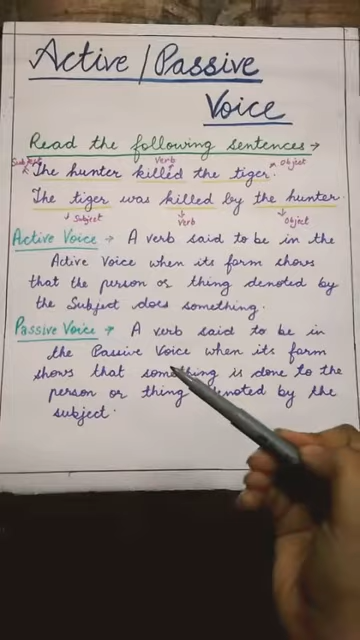 Active/Passive
Voice
Read the following sentences →
Subject Verb Object
The hunter killed the tiger.
The tiger was killed by the hunter.
↓ Subject ↓ Verb ↓ Object
Active Voice → A verb said to be in the
Active Voice when its form shows
that the person or thing denoted by
the Subject does something.
Passive Voice → A verb said to be in
the Passive Voice when its form
shows that something is done to the
person or thing denoted by the
subject.